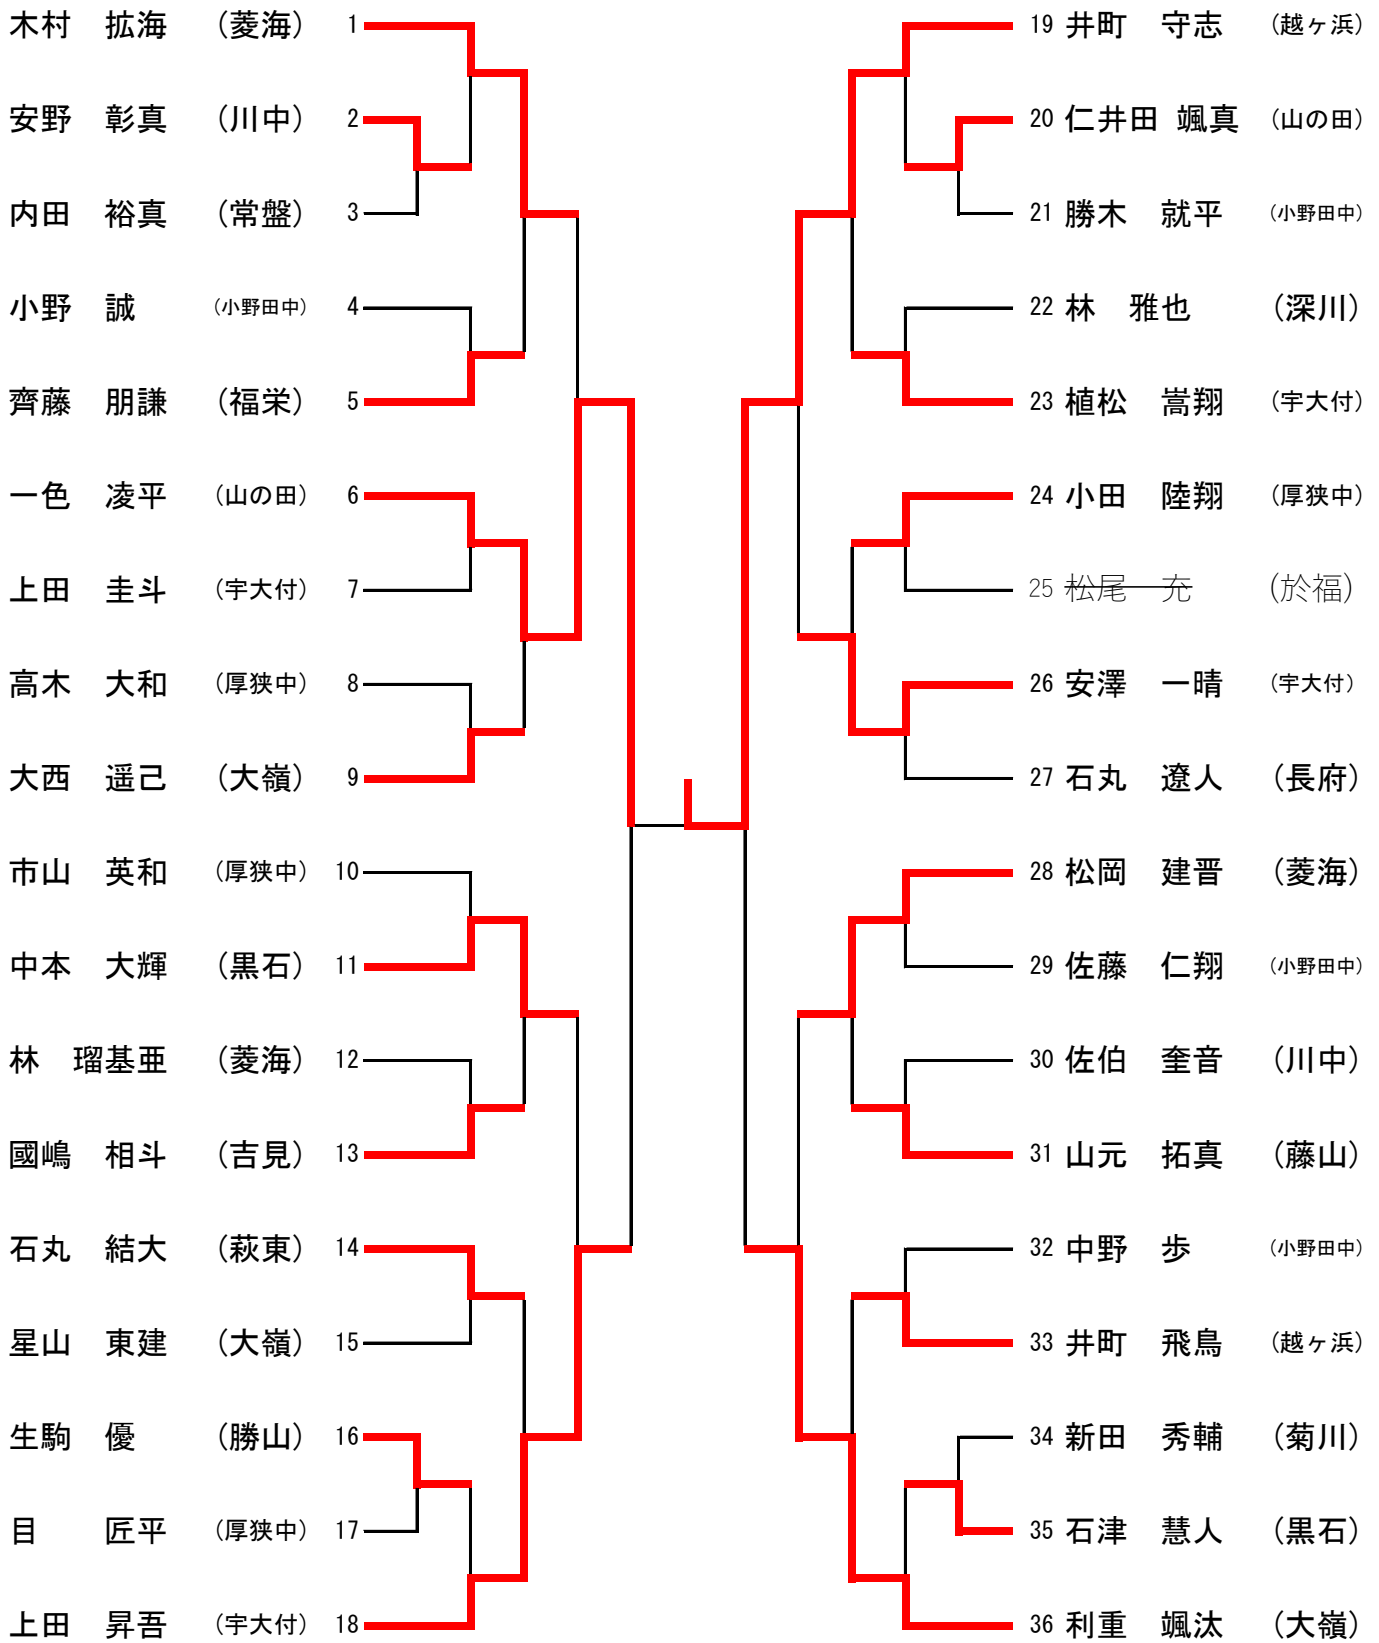 木村 拡海 (菱海) 1
安野 彰真 (川中) 2
内田 裕真 (常盤) 3
小野 誠 (小野田中) 4
齊藤 朋謙 (福栄) 5
一色 凌平 (山の田) 6
上田 圭斗 (宇大付) 7
高木 大和 (厚狭中) 8
大西 遥己 (大嶺) 9
市山 英和 (厚狭中) 10
中本 大輝 (黒石) 11
林 瑠基亜 (菱海) 12
國嶋 相斗 (吉見) 13
石丸 結大 (萩東) 14
星山 東建 (大嶺) 15
生駒 優 (勝山) 16
目 匠平 (厚狭中) 17
上田 昇吾 (宇大付) 18
19 井町 守志 (越ヶ浜)
20 仁井田 颯真 (山の田)
21 勝木 就平 (小野田中)
22 林 雅也 (深川)
23 植松 嵩翔 (宇大付)
24 小田 陸翔 (厚狭中)
25 松尾 充 (於福)
26 安澤 一晴 (宇大付)
27 石丸 遼人 (長府)
28 松岡 建晋 (菱海)
29 佐藤 仁翔 (小野田中)
30 佐伯 奎音 (川中)
31 山元 拓真 (藤山)
32 中野 歩 (小野田中)
33 井町 飛鳥 (越ヶ浜)
34 新田 秀輔 (菊川)
35 石津 慧人 (黒石)
36 利重 颯汰 (大嶺)